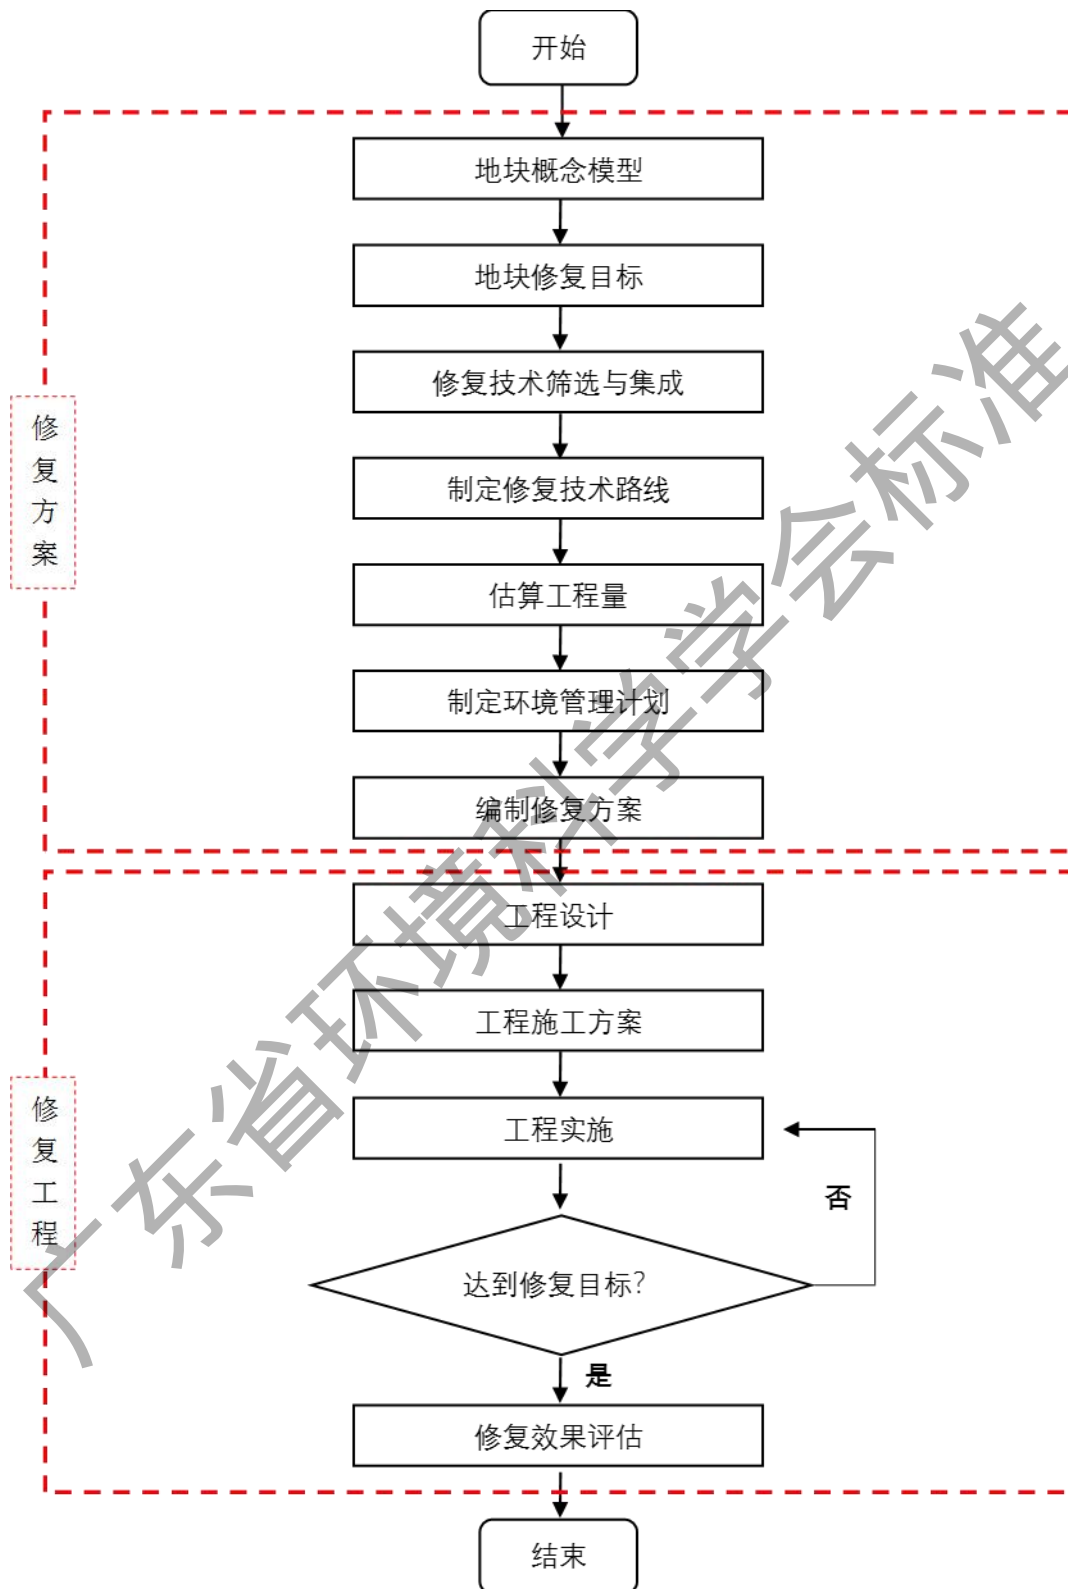 开始
地块概念模型
地块修复目标
修复技术筛选与集成
制定修复技术路线
估算工程量
制定环境管理计划
编制修复方案
修复方案
工程设计
工程施工方案
工程实施
否
达到修复目标？
是
修复效果评估
修复工程
结束
广东省环境科学学会标准